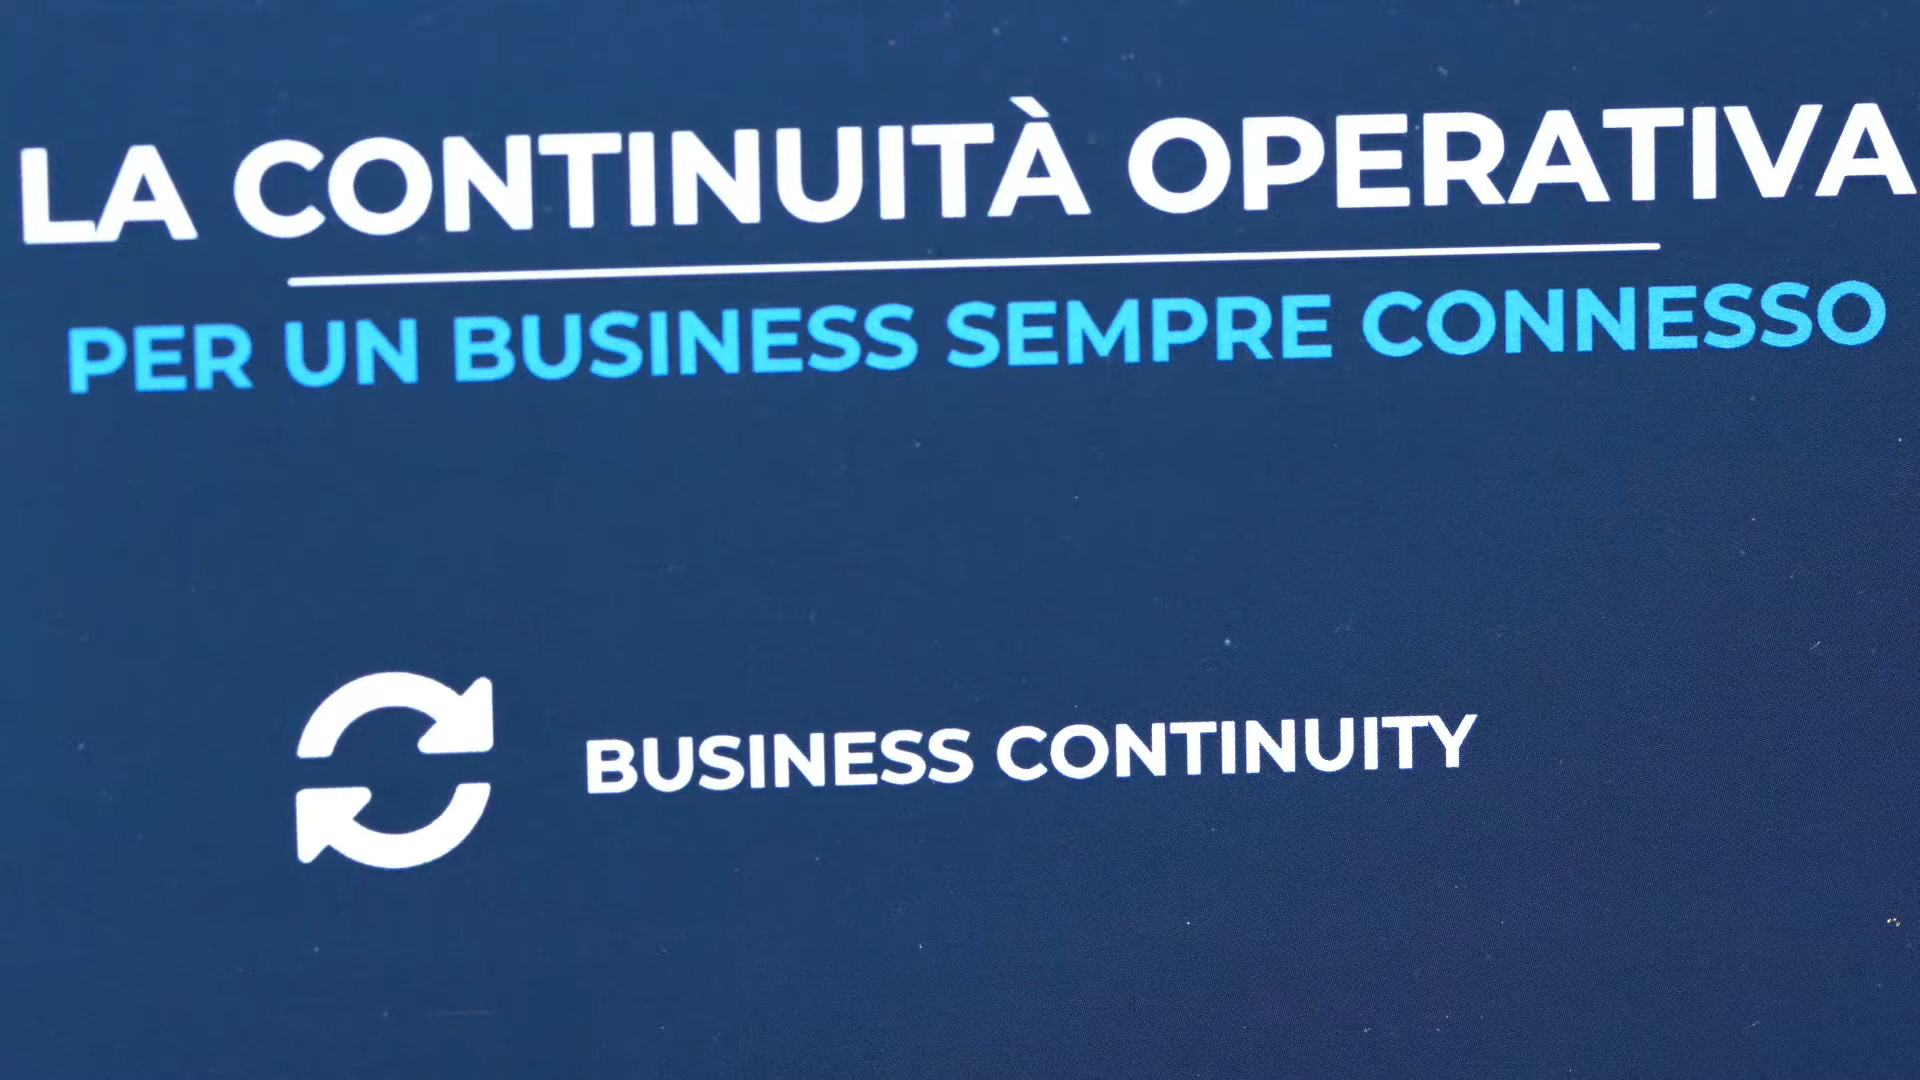 LA CONTINUITÀ OPERATIVA
PER UN BUSINESS SEMPRE CONNESSO
BUSINESS CONTINUITY